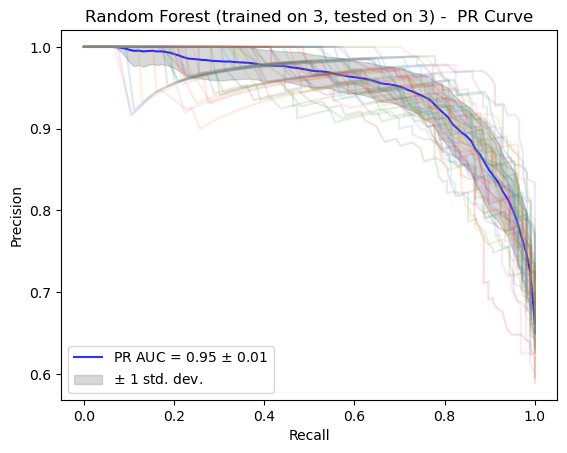 Random Forest (trained on 3, tested on 3) -  PR Curve
1.0
0.9
0.8
0.7
0.6
Precision
PR AUC = 0.95 ± 0.01
± 1 std. dev.
0.0 0.2 0.4 0.6 0.8 1.0
Recall